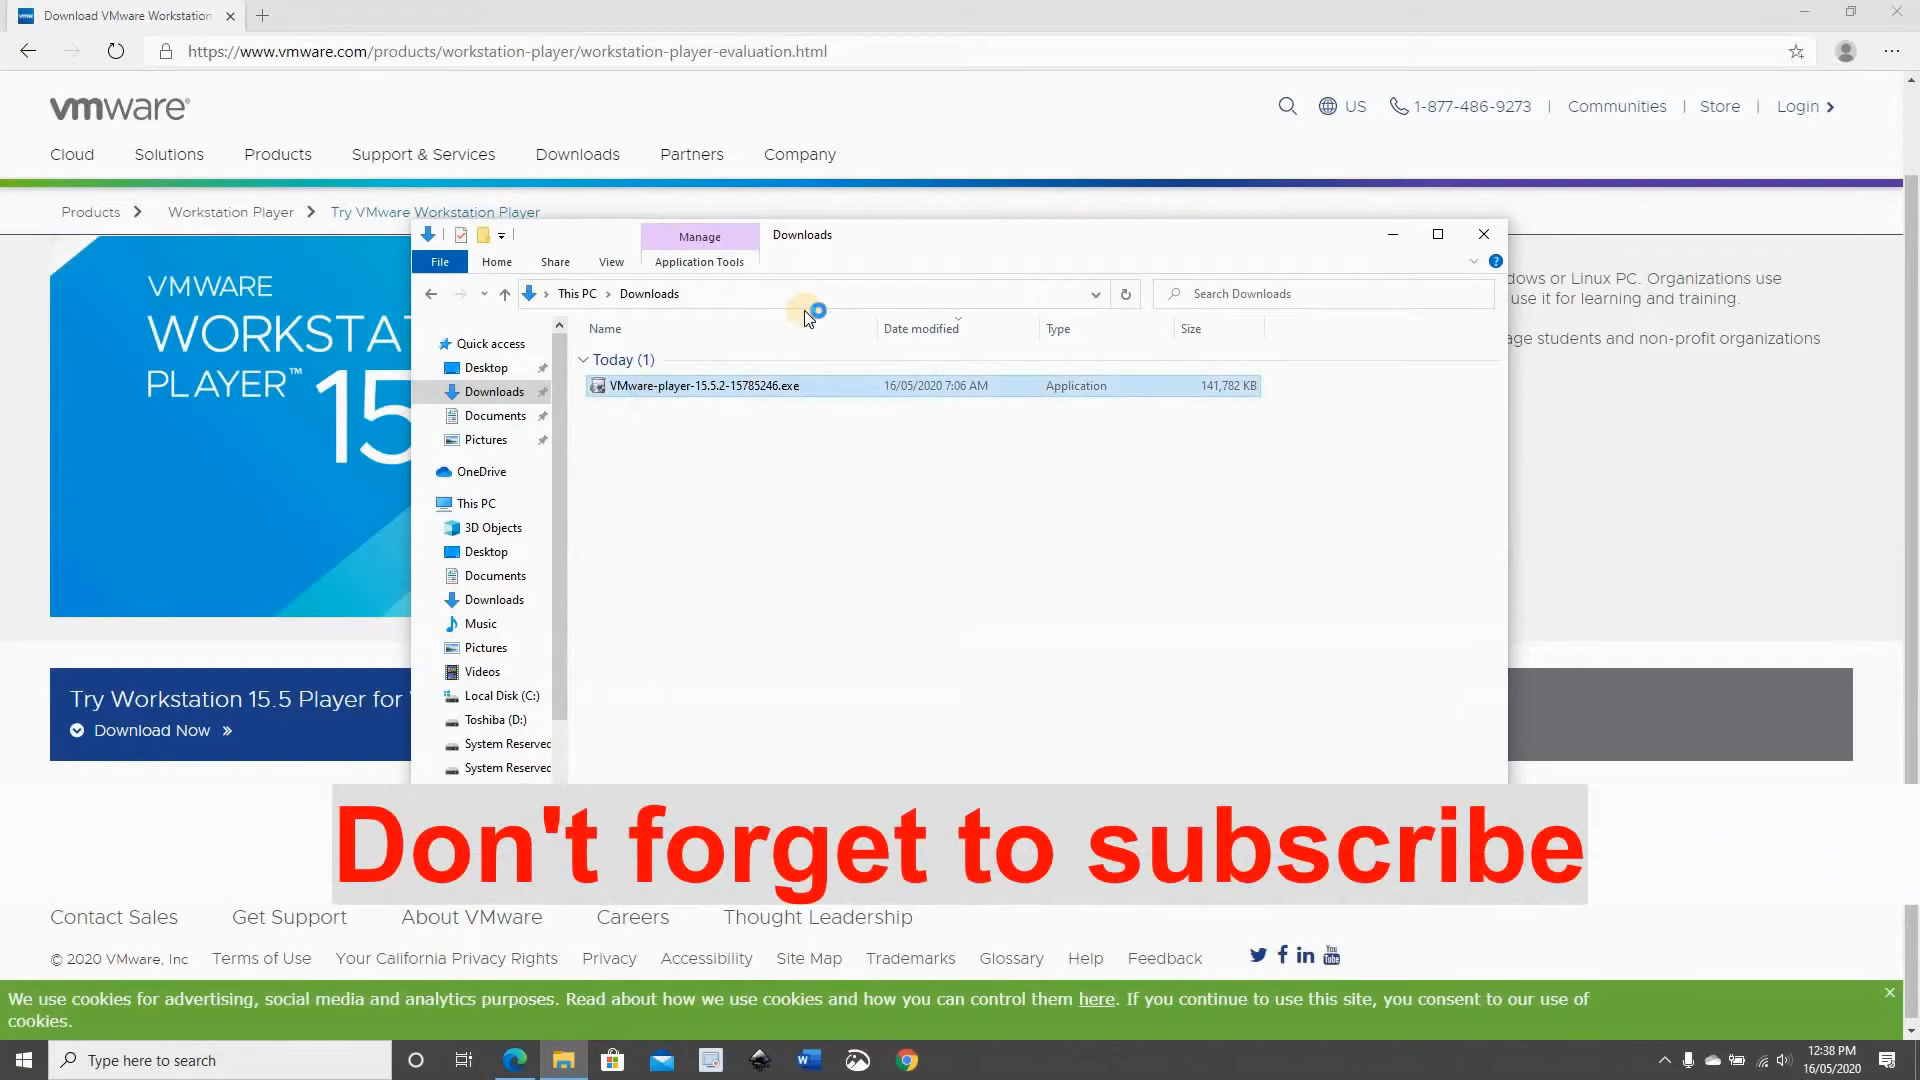 vmw Download VMware Workstation
https://www.vmware.com/products/workstation-player/workstation-player-evaluation.html
vmware®
US 1-877-486-9273 | Communities | Store | Login
Cloud Solutions Products Support & Services Downloads Partners Company
Products Workstation Player Try VMware Workstation Player
VMWARE
WORKSTA
PLAYER™ 15
dows or Linux PC. Organizations use
use it for learning and training.
age students and non-profit organizations
Manage Downloads
File Home Share View Application Tools
This PC Downloads Search Downloads
Name Date modified Type Size
Today (1)
VMware-player-15.5.2-15785246.exe 16/05/2020 7:06 AM Application 141,782 KB
Quick access
Desktop
Downloads
Documents
Pictures
OneDrive
This PC
3D Objects
Desktop
Documents
Downloads
Music
Pictures
Videos
Local Disk (C:)
Toshiba (D:)
System Reserved
System Reserved
Try Workstation 15.5 Player for
Download Now
Don't forget to subscribe
Contact Sales Get Support About VMware Careers Thought Leadership
© 2020 VMware, Inc Terms of Use Your California Privacy Rights Privacy Accessibility Site Map Trademarks Glossary Help Feedback
You Tube
We use cookies for advertising, social media and analytics purposes. Read about how we use cookies and how you can control them here. If you continue to use this site, you consent to our use of
cookies.
Type here to search
12:38 PM
16/05/2020